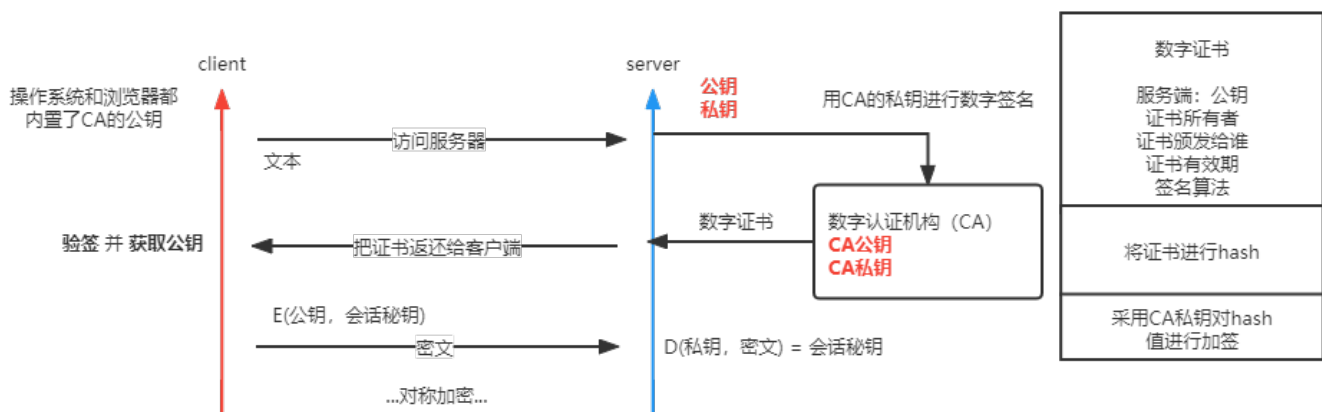 client
操作系统和浏览器都
内置了CA的公钥
访问服务器
文本
验签 并 获取公钥
把证书返还给客户端
E(公钥，会话秘钥)
密文
...对称加密...
server
公钥
私钥
用CA的私钥进行数字签名
数字证书
数字认证机构（CA）
CA公钥
CA私钥
D(私钥，密文) = 会话秘钥
数字证书
服务端：公钥
证书所有者
证书颁发给谁
证书有效期
签名算法
将证书进行hash
采用CA私钥对hash
值进行加签